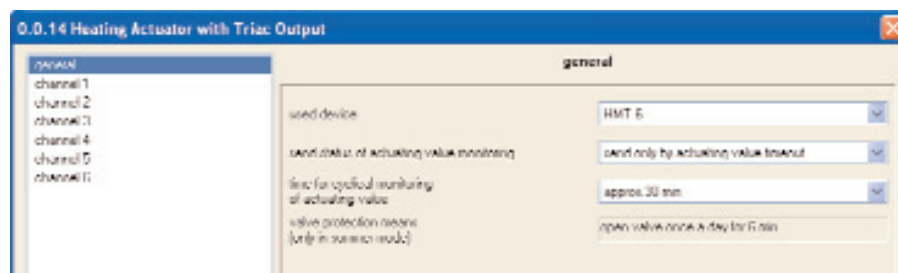 0.0.14 Heating Actuator with Triac Output
general
general
channel 1
channel 2
channel 3
channel 4
channel 5
channel 6
used device
HMT 6
send status of actuating value monitoring
send only by actuating value timeout
time for cyclical monitoring
of actuating value
approx. 30 min
valve protection means
(only in summer mode)
open valve once a day for 6 min